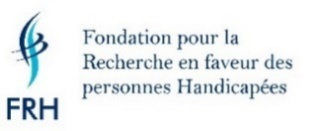 Fondation pour la
Recherche en faveur des
personnes Handicapées
FRH